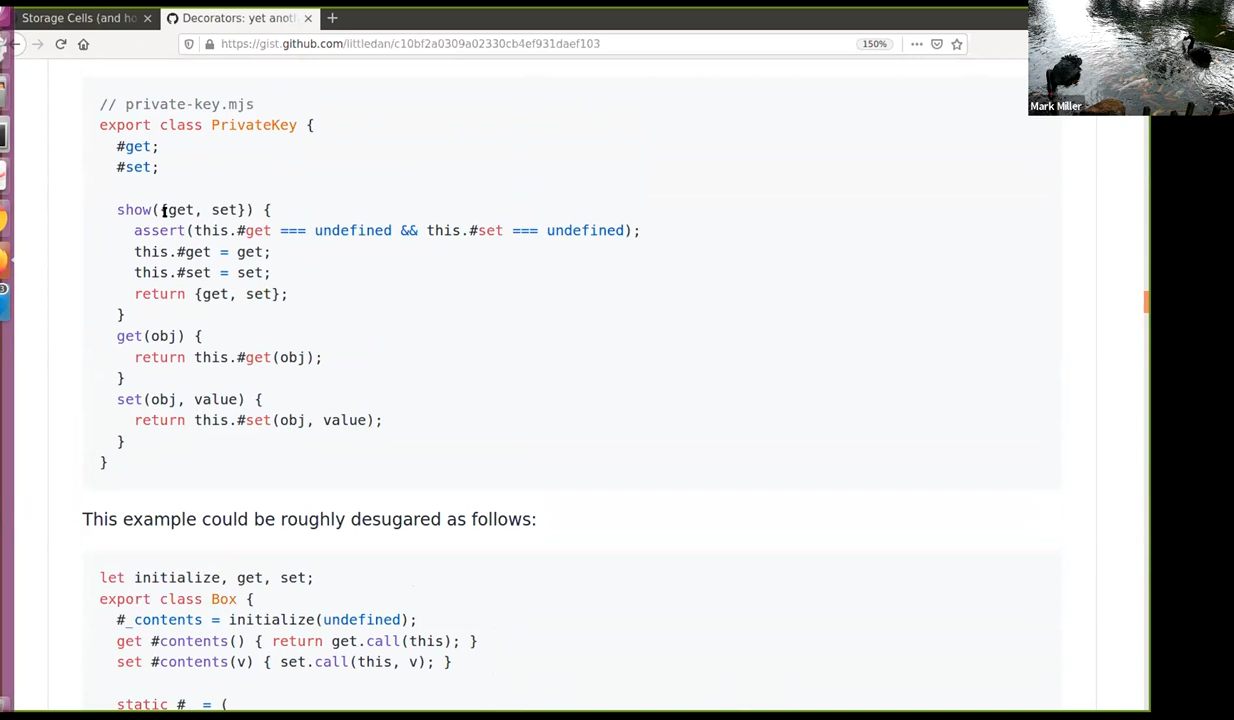 Storage Cells (and ho
Decorators: yet anoth
https://gist.github.com/littledan/c10bf2a0309a02330cb4ef931daef103
150%
Mark Miller
// private-key.mjs
export class PrivateKey {
#get;
#set;
show({get, set}) {
assert(this.#get === undefined && this.#set === undefined);
this.#get = get;
this.#set = set;
return {get, set};
}
get(obj) {
return this.#get(obj);
}
set(obj, value) {
return this.#set(obj, value);
}
}
This example could be roughly desugared as follows:
let initialize, get, set;
export class Box {
#_contents = initialize(undefined);
get #contents() { return get.call(this); }
set #contents(v) { set.call(this, v); }
static #_ = (